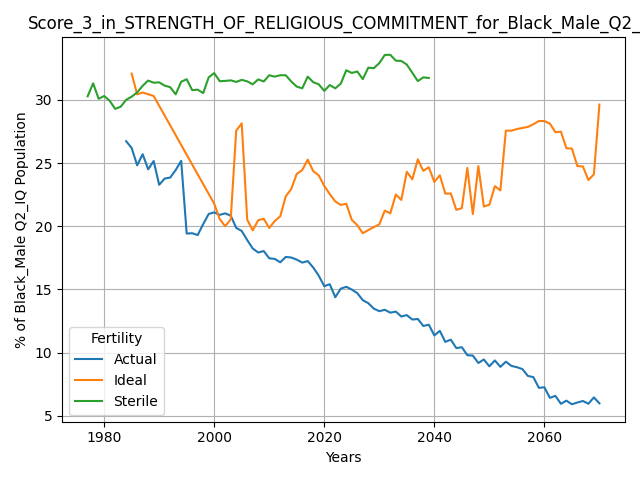 Score_3_in_STRENGTH_OF_RELIGIOUS_COMMITMENT_for_Black_Male_Q2_
% of Black_Male Q2_IQ Population
30
25
20
15
10
5
Fertility
Actual
Ideal
Sterile
1980 2000 2020 2040 2060
Years